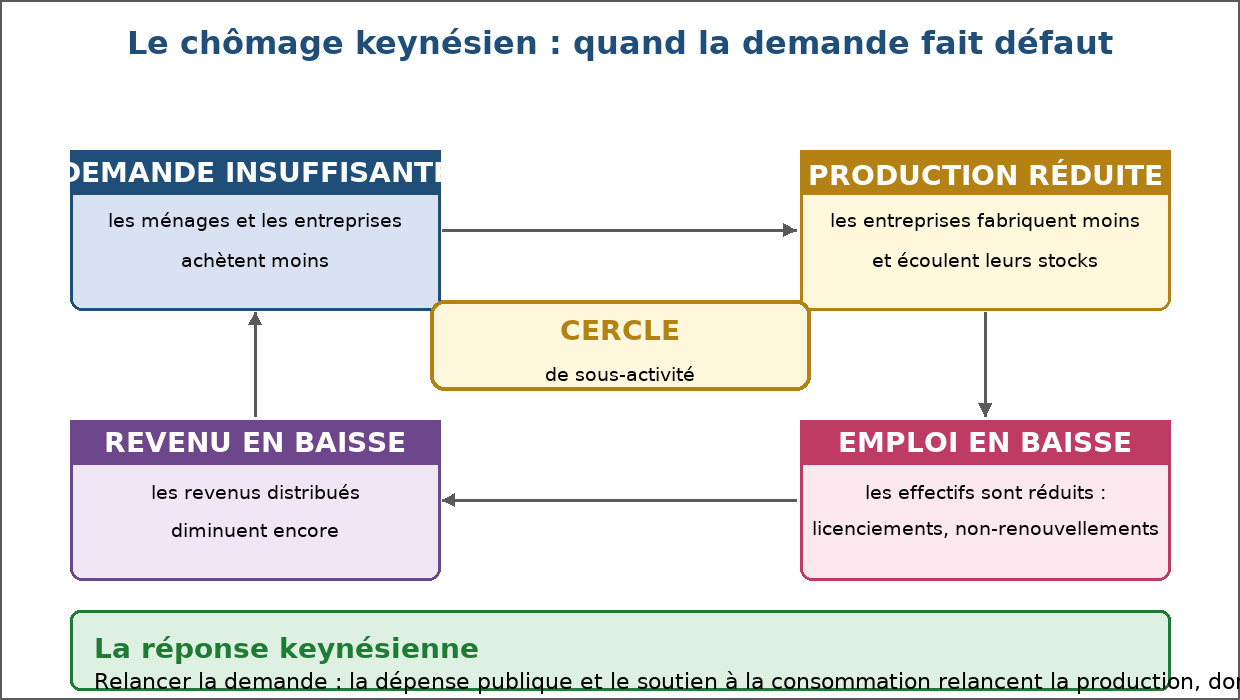 Le chômage keynésien : quand la demande fait défaut
DEMANDE INSUFFISANTE
les ménages et les entreprises
achètent moins
PRODUCTION RÉDUITE
les entreprises fabriquent moins
et écoulent leurs stocks
CERCLE
de sous-activité
REVENU EN BAISSE
les revenus distribués
diminuent encore
EMPLOI EN BAISSE
les effectifs sont réduits :
licenciements, non-renouvellements
La réponse keynésienne
Relancer la demande : la dépense publique et le soutien à la consommation relancent la production,